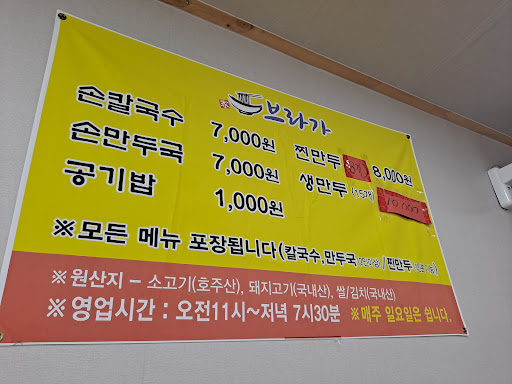 브라가
손칼국수 7,000원
손만두국 7,000원
공기밥 1,000원
찐만두 8,000원
생만두 (15개) 10,000
※모든 메뉴 포장됩니다(칼국수,만두국 / 찐만두
※원산지 - 소고기(호주산), 돼지고기(국내산), 쌀/김치(국내산)
※영업시간 : 오전11시~저녁 7시30분 ※매주 일요일은 쉽니다.